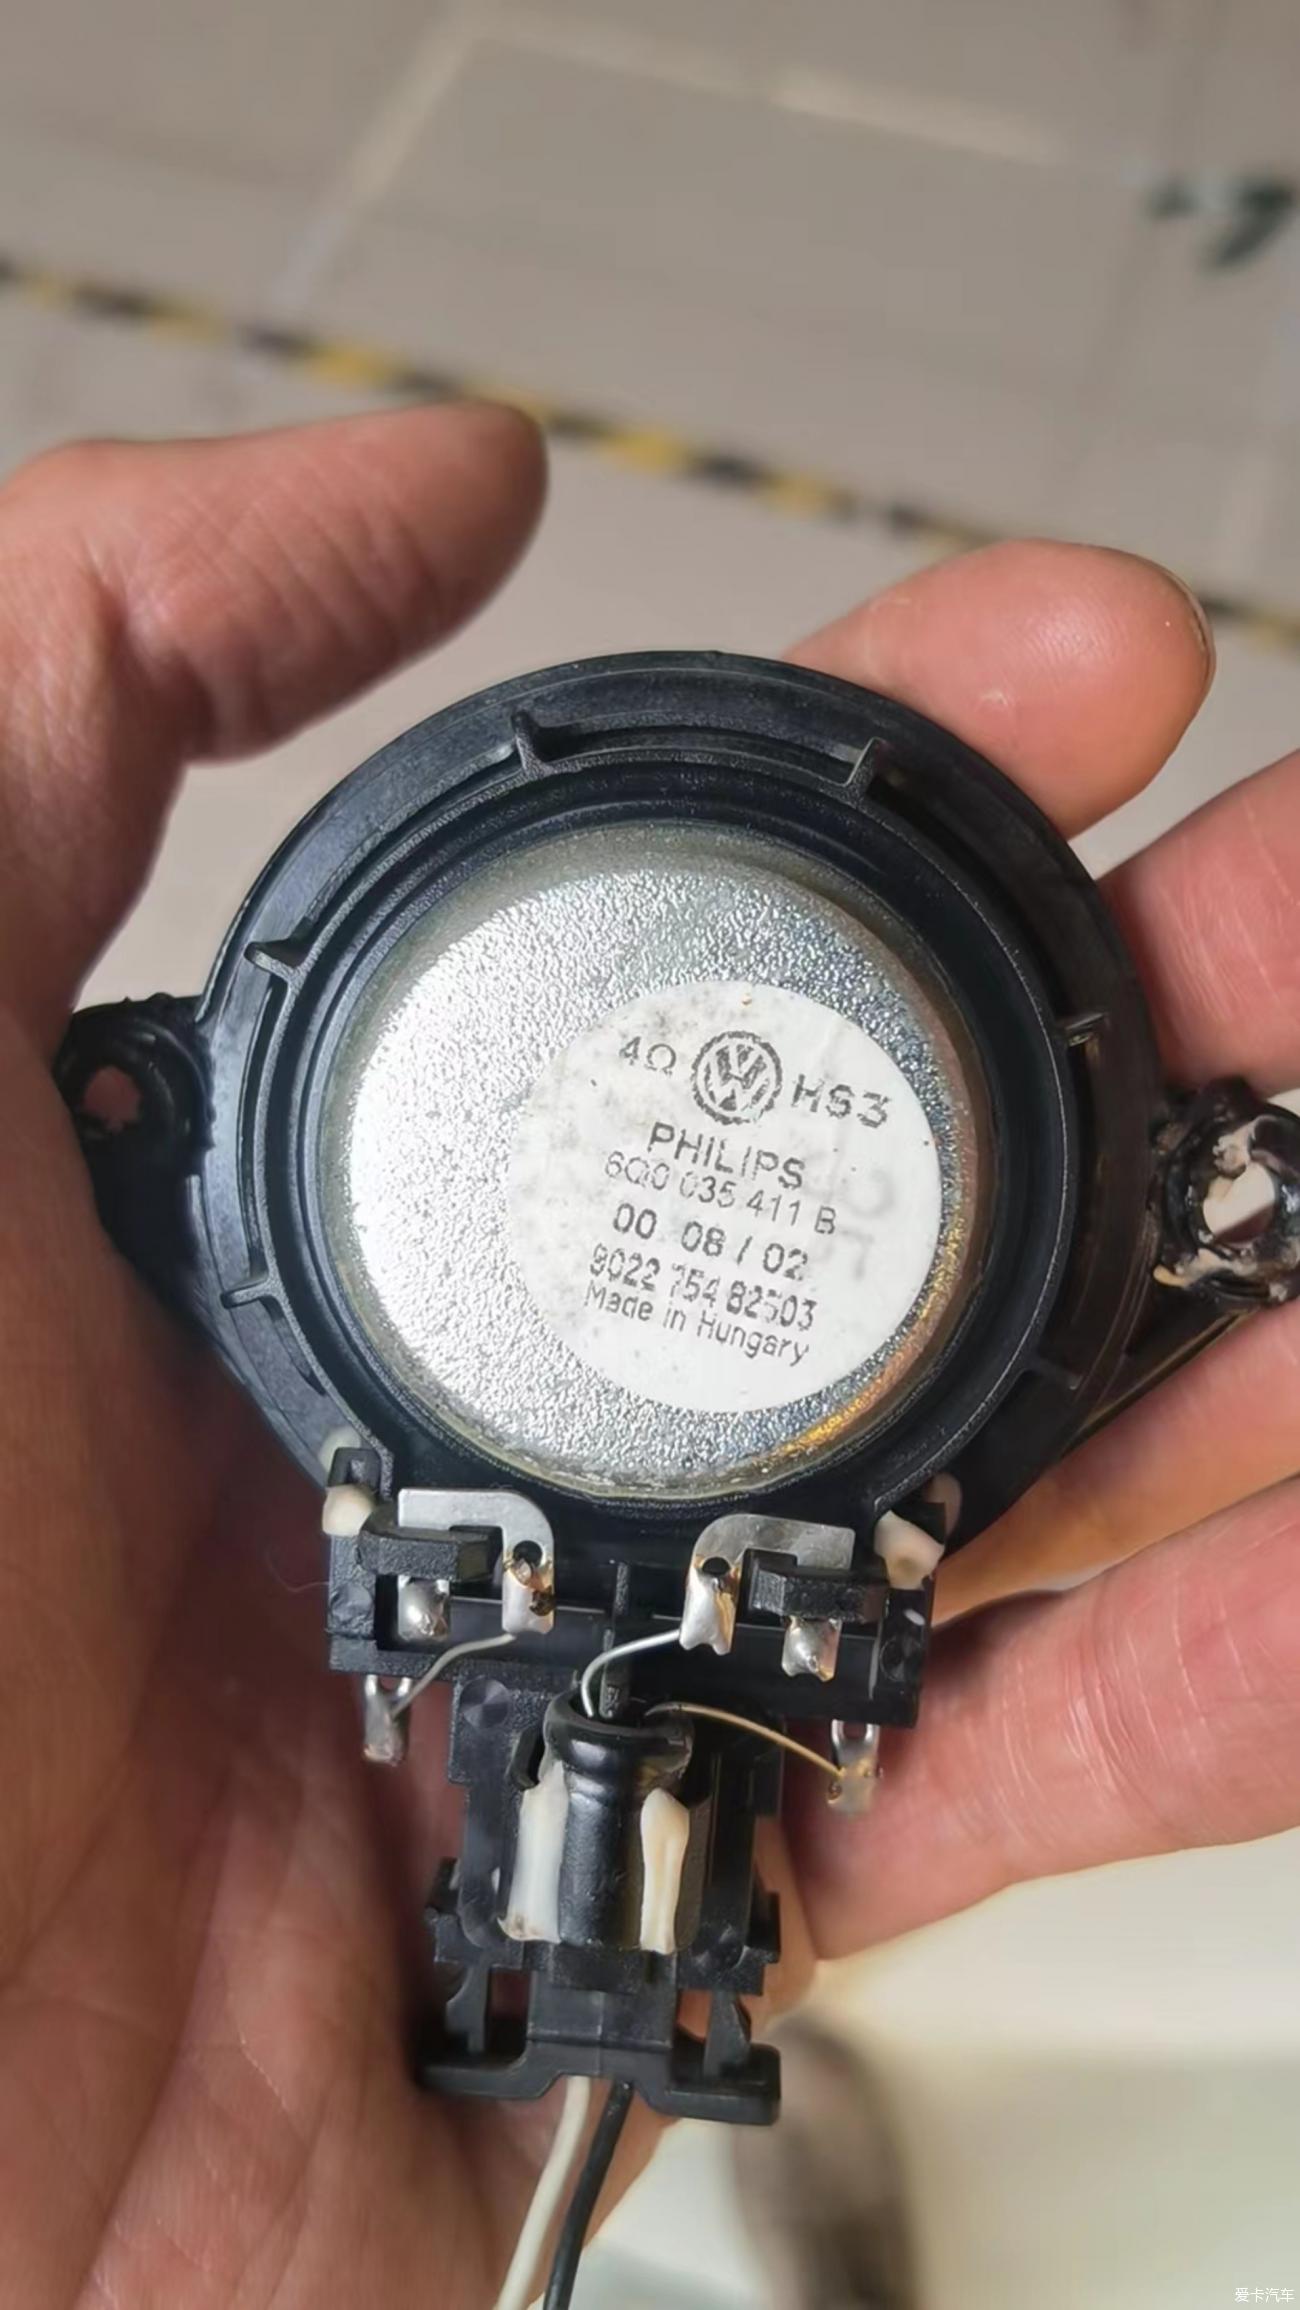 4Ω VW HS3
PHILIPS
6Q0 035 411 B
00 08 / 02
9022 754 82503
Made in Hungary
爱卡汽车